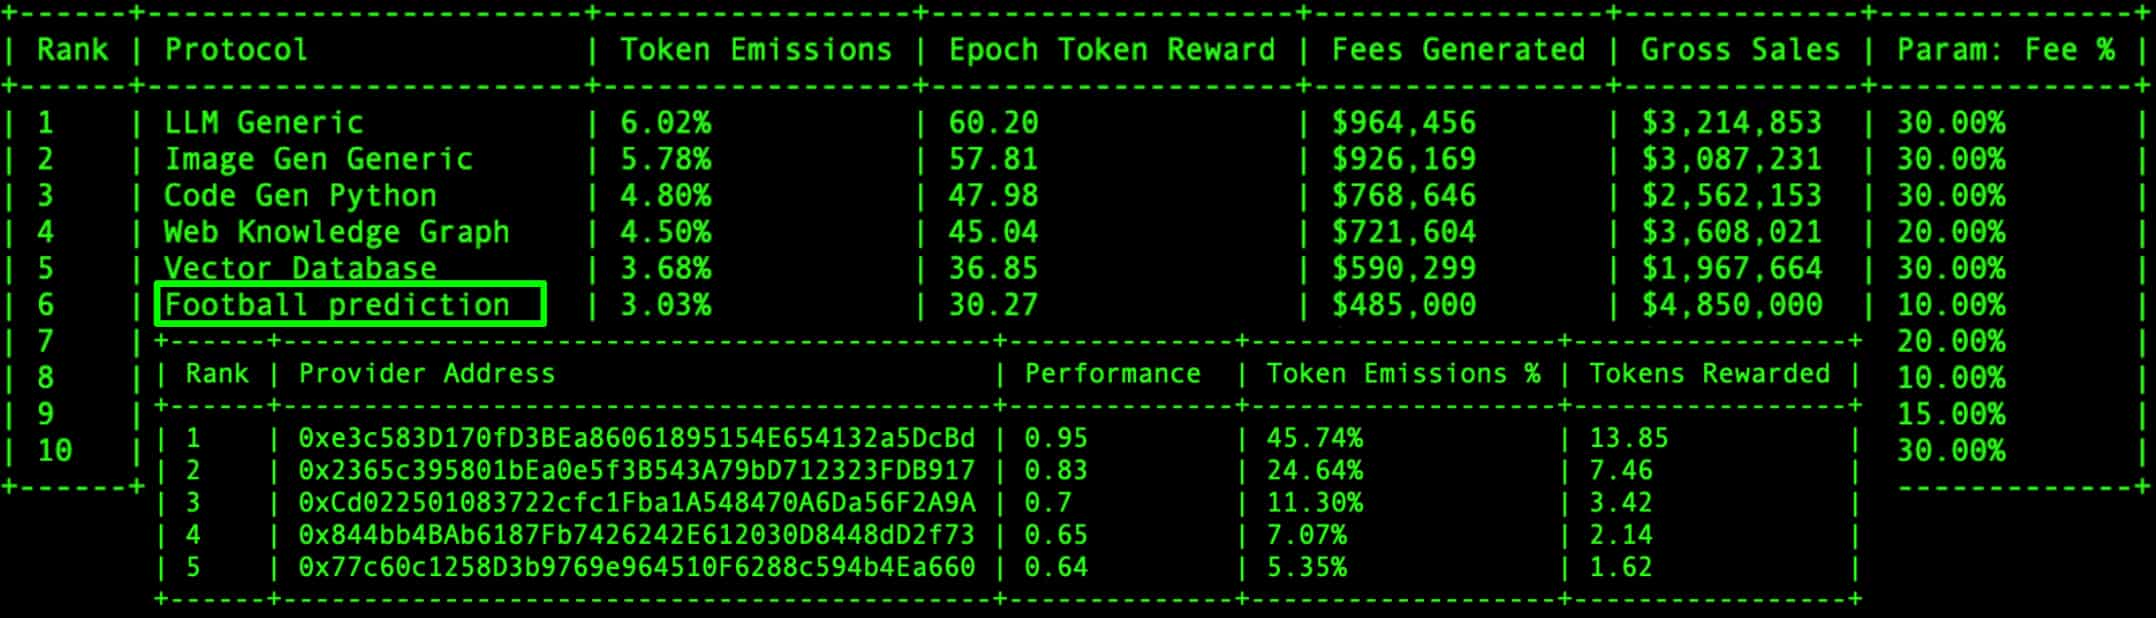 | Rank | Protocol | Token Emissions | Epoch Token Reward | Fees Generated | Gross Sales | Param: Fee % |
| 1 | LLM Generic | 6.02% | 60.20 | $964,456 | $3,214,853 | 30.00% |
| 2 | Image Gen Generic | 5.78% | 57.81 | $926,169 | $3,087,231 | 30.00% |
| 3 | Code Gen Python | 4.80% | 47.98 | $768,646 | $2,562,153 | 30.00% |
| 4 | Web Knowledge Graph | 4.50% | 45.04 | $721,604 | $3,608,021 | 20.00% |
| 5 | Vector Database | 3.68% | 36.85 | $590,299 | $1,967,664 | 30.00% |
| 6 | Football prediction | 3.03% | 30.27 | $485,000 | $4,850,000 | 10.00% |
| 7 | 20.00% |
| 8 | 10.00% |
| 9 | 15.00% |
| 10 | 30.00% |
| Rank | Provider Address | Performance | Token Emissions % | Tokens Rewarded |
| 1 | 0xe3c583D170fD3BEa86061895154E654132a5DcBd | 0.95 | 45.74% | 13.85 |
| 2 | 0x2365c395801bEa0e5f3B543A79bD712323FDB917 | 0.83 | 24.64% | 7.46 |
| 3 | 0xCd022501083722cfc1Fba1A548470A6Da56F2A9A | 0.7 | 11.30% | 3.42 |
| 4 | 0x844bb4BAb6187Fb7426242E612030D8448dD2f73 | 0.65 | 7.07% | 2.14 |
| 5 | 0x77c60c1258D3b9769e964510F6288c594b4Ea660 | 0.64 | 5.35% | 1.62 |